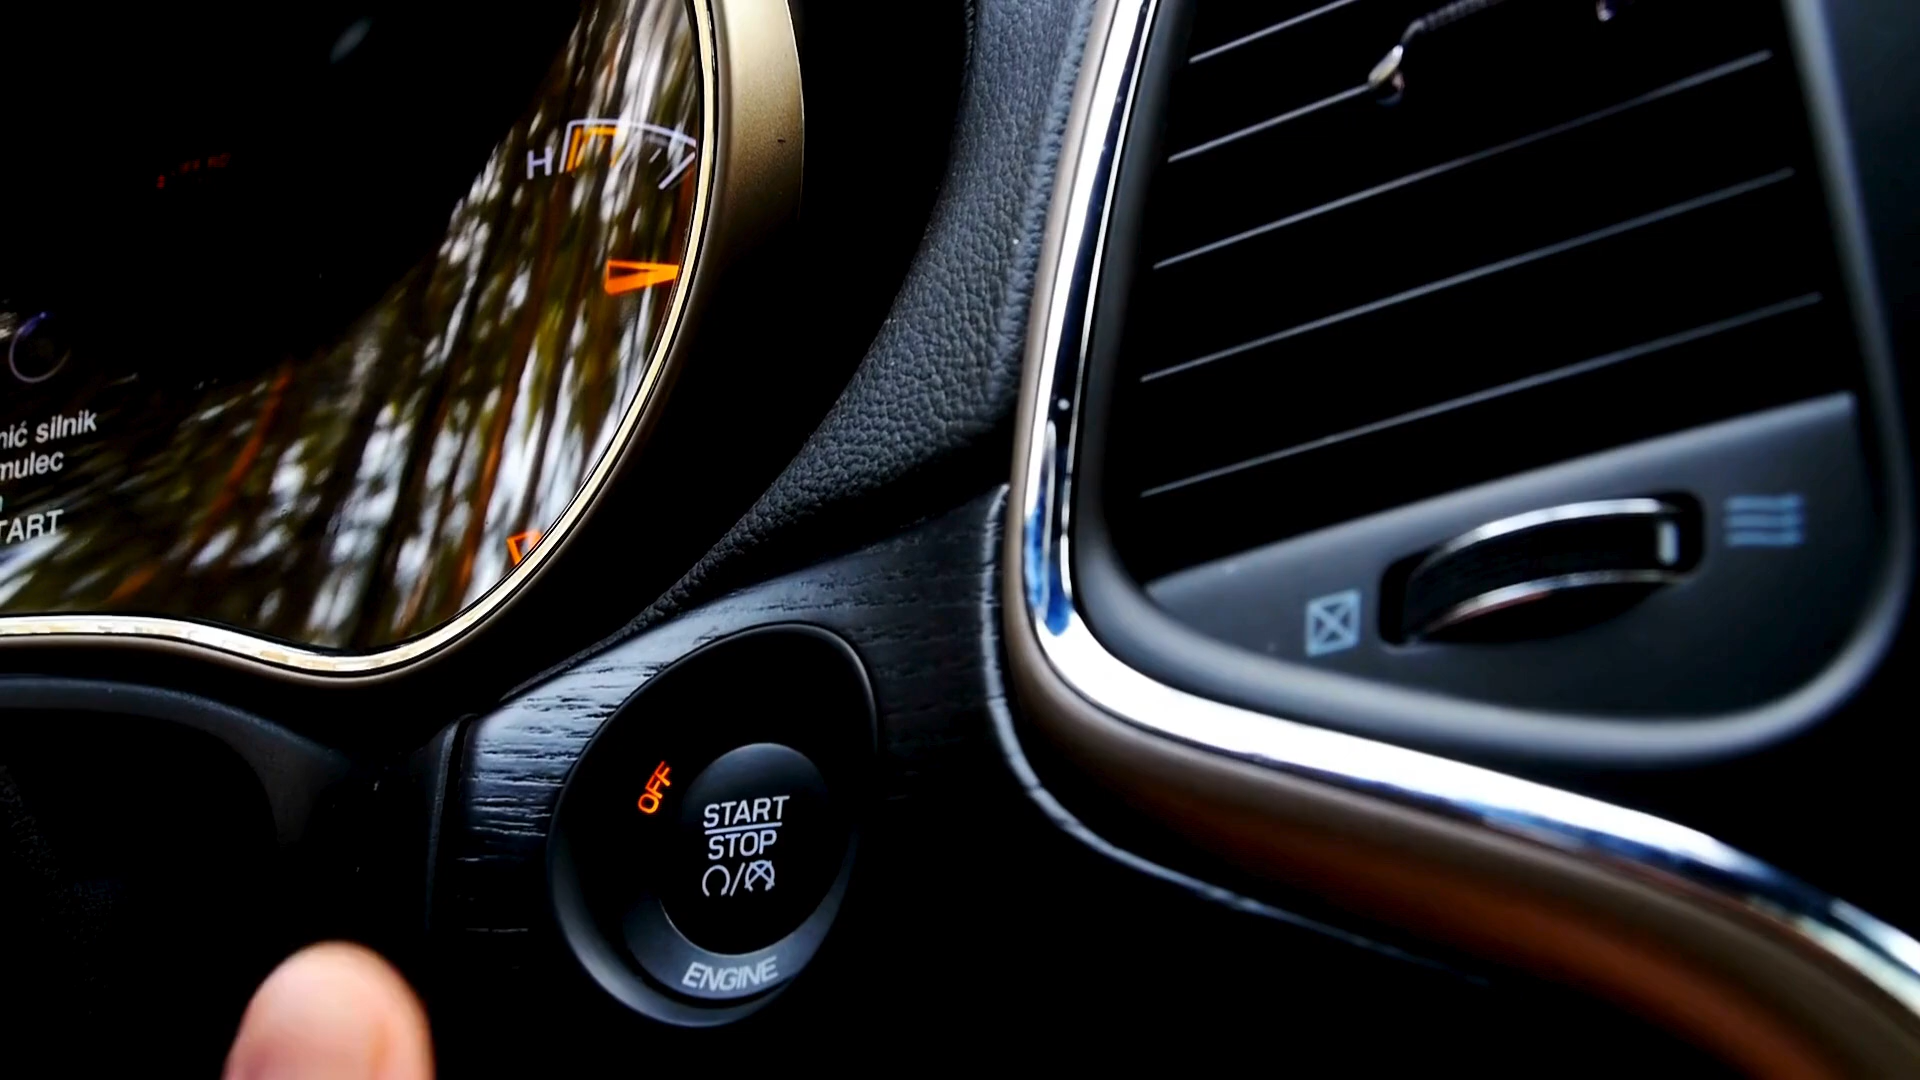 H
nić silnik
mulec
TART
OFF
START
STOP
ENGINE